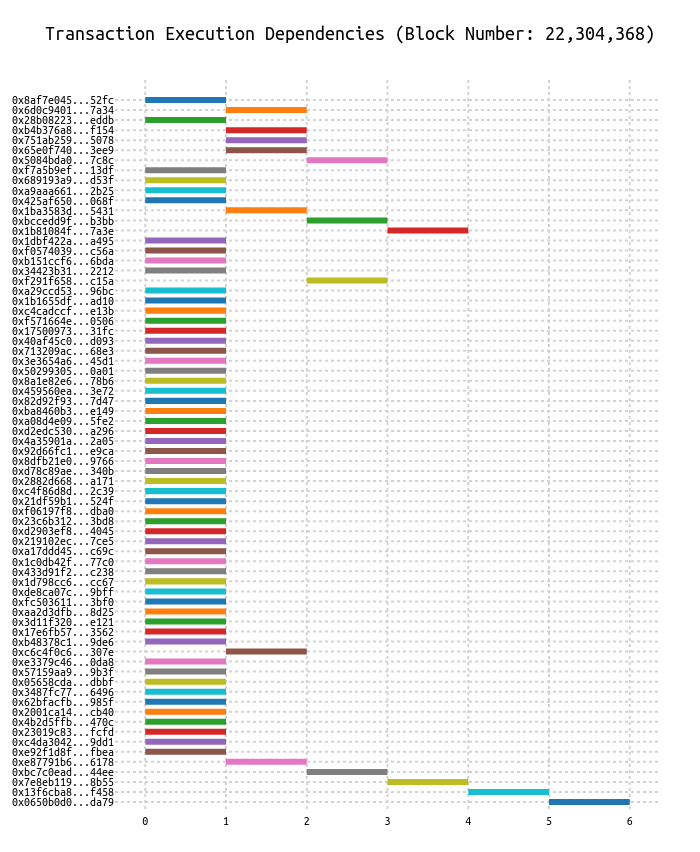 Transaction Execution Dependencies (Block Number: 22,304,368)
0x8af7e045...52fc
0x6d0c9401...7a34
0x28b08223...eddb
0xb4b376a8...f154
0x751ab259...5078
0x65e0f740...3ee9
0x5084bda0...7c8c
0xf7a5b9ef...13df
0x689193a9...d53f
0xa9aaa661...2b25
0x425af650...068f
0x1ba3583d...5431
0xbccedd9f...b3bb
0x1b81084f...7a3e
0x1dbf422a...a495
0xf0574039...c56a
0xb151ccf6...6bda
0x34423b31...2212
0xf291f658...c15a
0xa29ccd53...96bc
0x1b1655df...ad10
0xc4cadccf...e13b
0xf571664e...0506
0x17500973...31fc
0x40af45c0...d093
0x713209ac...68e3
0x3e3654a6...45d1
0x50299305...0a01
0x8a1e82e6...78b6
0x459560ea...3e72
0x82d92f93...7d47
0xba8460b3...e149
0xa08d4e09...5fe2
0xd2edc530...a296
0x4a35901a...2a05
0x92d66fc1...e9ca
0x8dfb21e0...9766
0xd78c89ae...340b
0x2882d668...a171
0xc4f86d8d...2c39
0x21df59b1...524f
0xf06197f8...dba0
0x23c6b312...3bd8
0xd2903ef8...4045
0x219102ec...7ce5
0xa17ddd45...c69c
0x1c0db42f...77c0
0x433d91f2...c238
0x1d798cc6...cc67
0xde8ca07c...9bff
0xfc503611...3bf0
0xaa2d3dfb...8d25
0x3d11f320...e121
0x17e6fb57...3562
0xb48378c1...9de6
0xc6c4f0c6...307e
0xe3379c46...0da8
0x57159aa9...9b3f
0x05658cda...dbbf
0x3487fc77...6496
0x62bfacfb...985f
0x2001ca14...cb40
0x4b2d5ffb...470c
0x23019c83...fcfd
0xc4da3042...9dd1
0xe92f1d8f...fbea
0xe87791b6...6178
0xbc7c0ead...44ee
0x7e8eb119...8b55
0x13f6cba8...f458
0x0650b0d0...da79
0 1 2 3 4 5 6